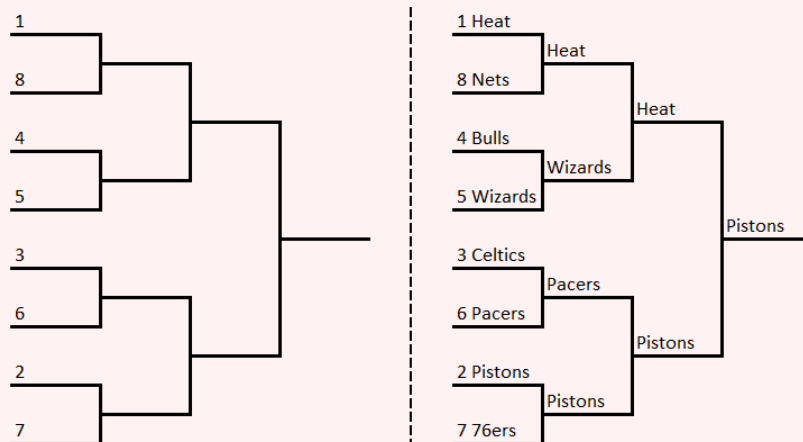 1
8
4
5
3
6
2
7
1 Heat
Heat
8 Nets
Heat
4 Bulls
Wizards
5 Wizards
Pistons
3 Celtics
Pacers
6 Pacers
Pistons
2 Pistons
Pistons
7 76ers